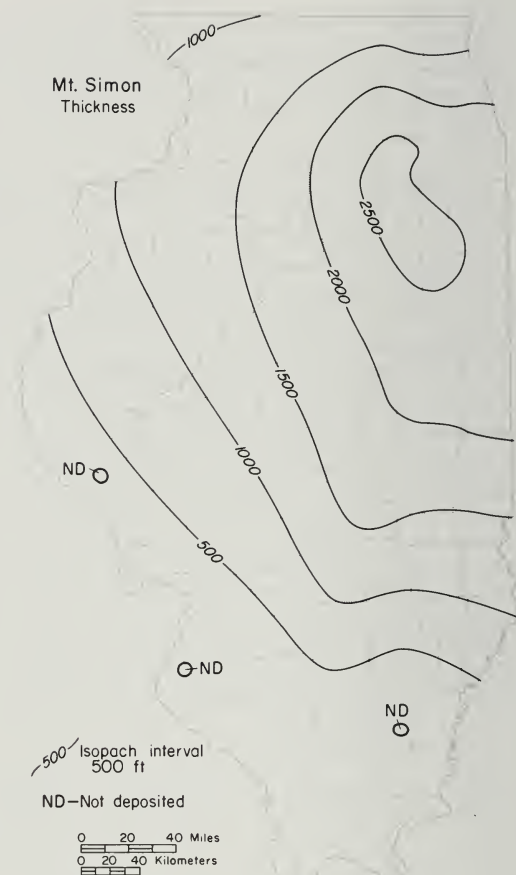 1000
Mt. Simon
Thickness
2500
2000
1500
1000
500
ND
ND
ND
500 Isopach interval
500 ft
ND–Not deposited
0 20 40 Miles
0 20 40 Kilometers